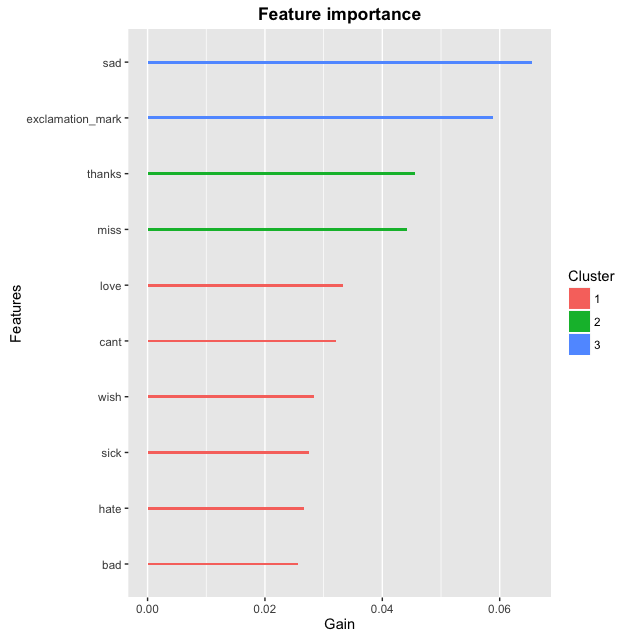 Feature importance
sad
exclamation_mark
thanks
miss
love
cant
wish
sick
hate
bad
Features
0.00 0.02 0.04 0.06
Gain
Cluster
1
2
3